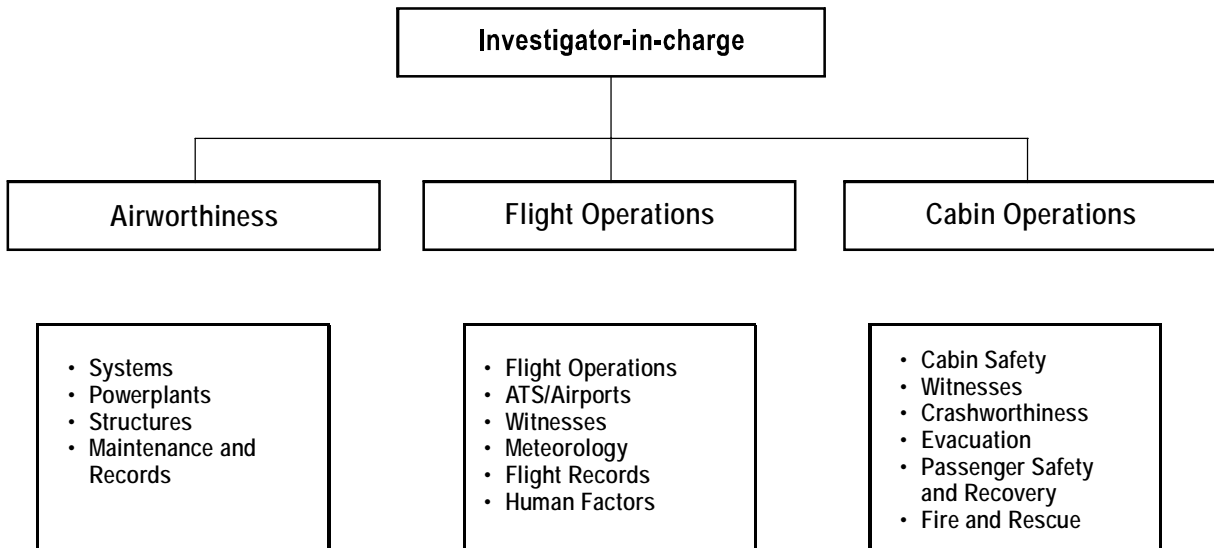 Investigator-in-charge
Airworthiness
Flight Operations
Cabin Operations
• Systems
• Powerplants
• Structures
• Maintenance and
Records
• Flight Operations
• ATS/Airports
• Witnesses
• Meteorology
• Flight Records
• Human Factors
• Cabin Safety
• Witnesses
• Crashworthiness
• Evacuation
• Passenger Safety
and Recovery
• Fire and Rescue